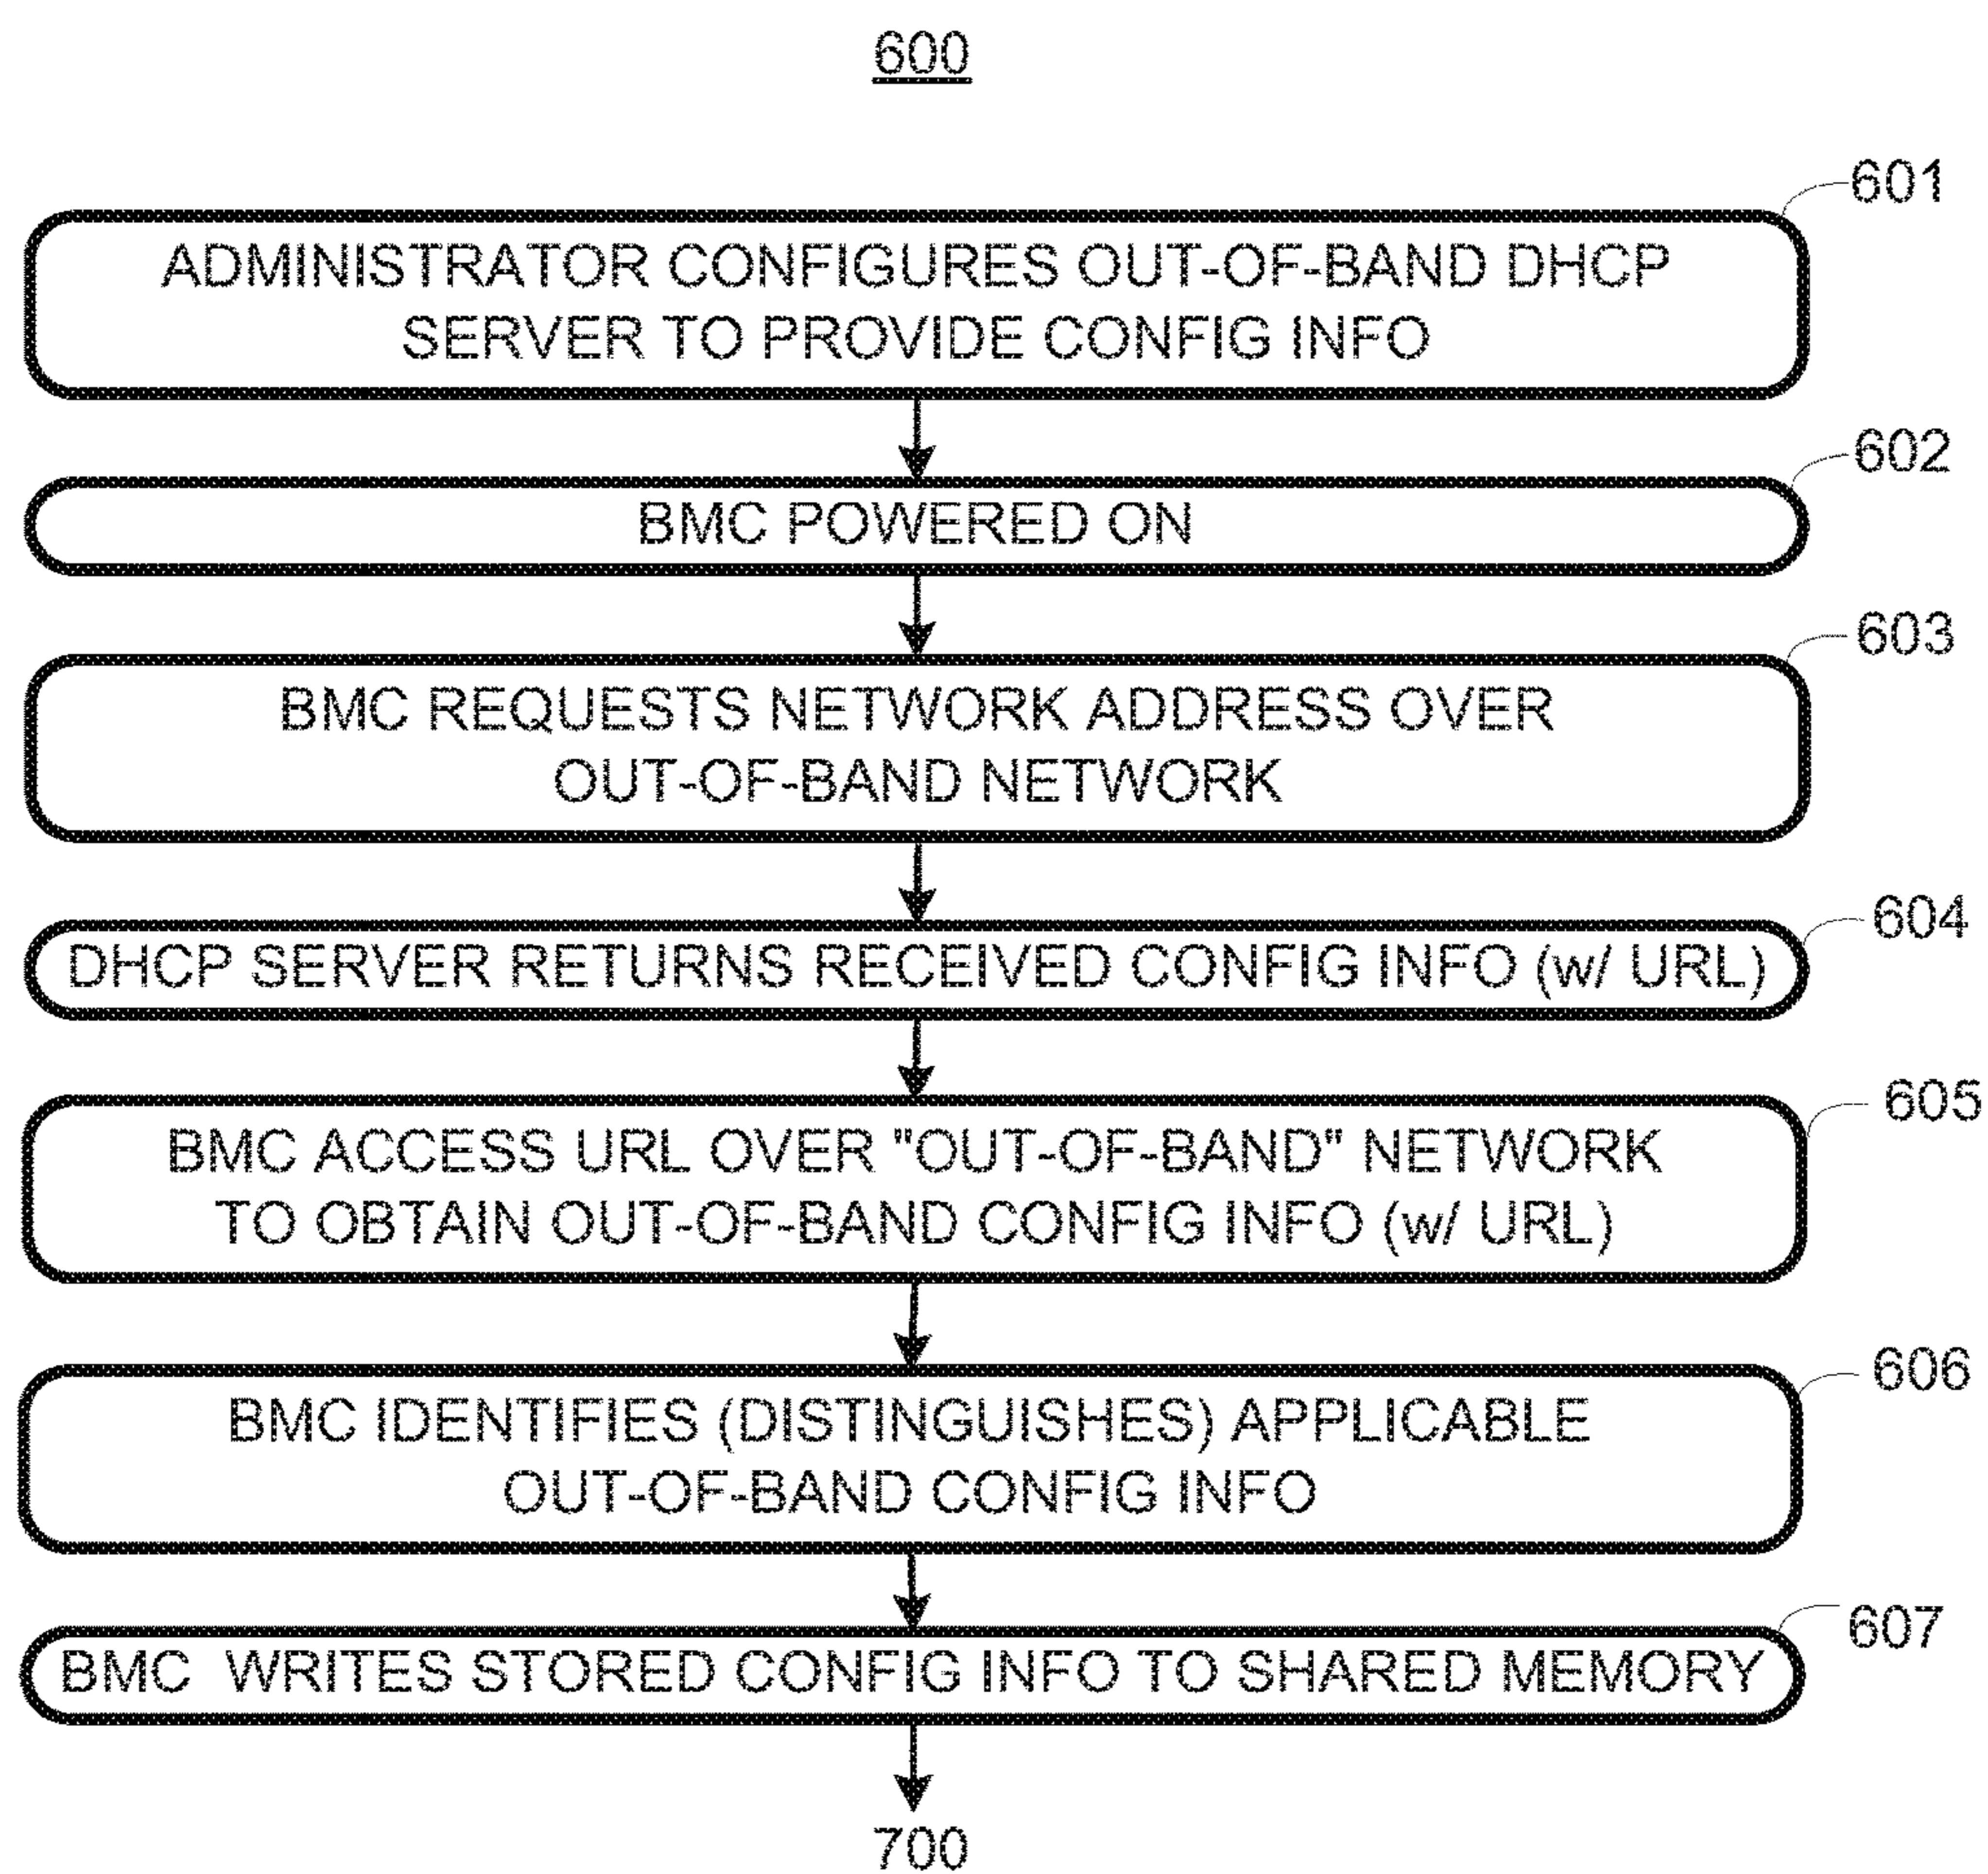 600
601
ADMINISTRATOR CONFIGURES OUT-OF-BAND DHCP
SERVER TO PROVIDE CONFIG INFO
602
BMC POWERED ON
603
BMC REQUESTS NETWORK ADDRESS OVER
OUT-OF-BAND NETWORK
604
DHCP SERVER RETURNS RECEIVED CONFIG INFO (w/ URL)
605
BMC ACCESS URL OVER "OUT-OF-BAND" NETWORK
TO OBTAIN OUT-OF-BAND CONFIG INFO (w/ URL)
606
BMC IDENTIFIES (DISTINGUISHES) APPLICABLE
OUT-OF-BAND CONFIG INFO
607
BMC WRITES STORED CONFIG INFO TO SHARED MEMORY
700